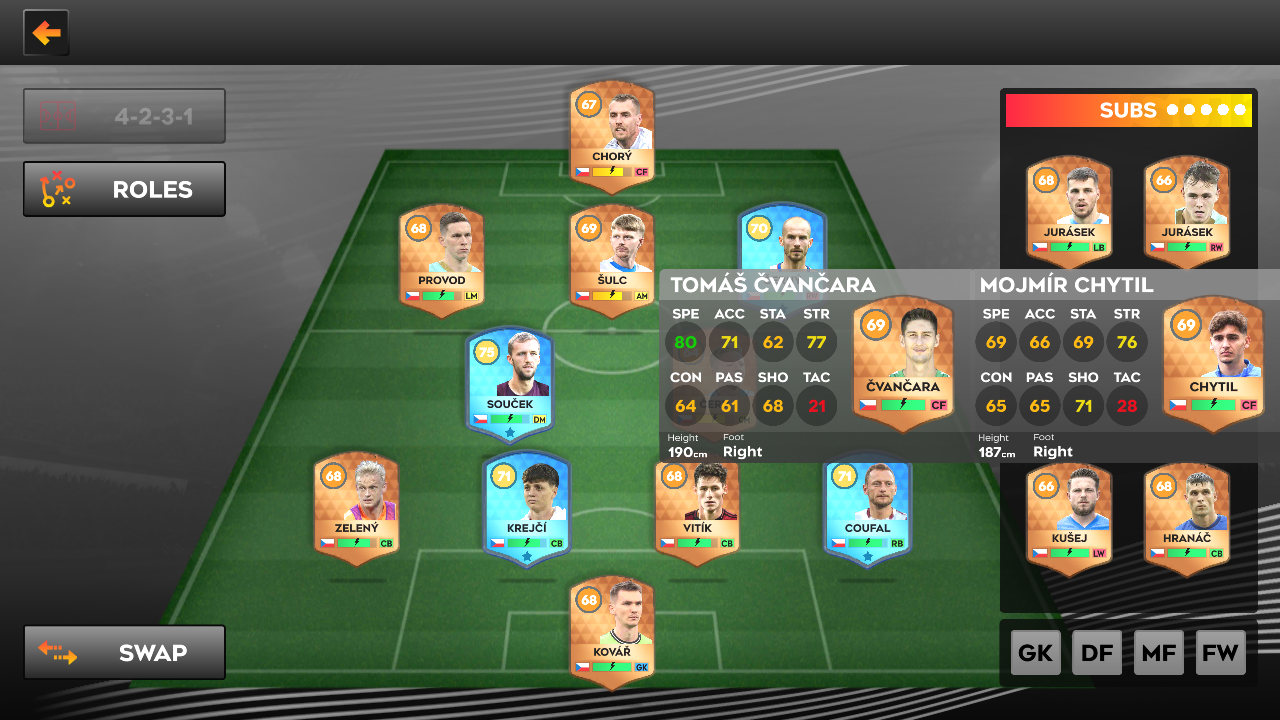 4-2-3-1
ROLES
SWAP
67
CHORÝ
CF
68
PROVOD
LM
69
ŠULC
AM
70
75
SOUČEK
DM
68
ZELENÝ
CB
71
KREJČÍ
CB
68
VITÍK
CB
71
COUFAL
RB
68
KOVÁŘ
GK
TOMÁŠ ČVANČARA
SPE ACC STA STR
80 71 62 77
CON PAS SHO TAC
64 61 68 21
Height Foot
190cm Right
69
ČVANČARA
CF
MOJMÍR CHYTIL
SPE ACC STA STR
69 66 69 76
CON PAS SHO TAC
65 65 71 28
Height Foot
187cm Right
69
CHYTIL
CF
SUBS
68
JURÁSEK
LB
66
JURÁSEK
RW
66
KUŠEJ
LW
68
HRANÁČ
CB
GK DF MF FW